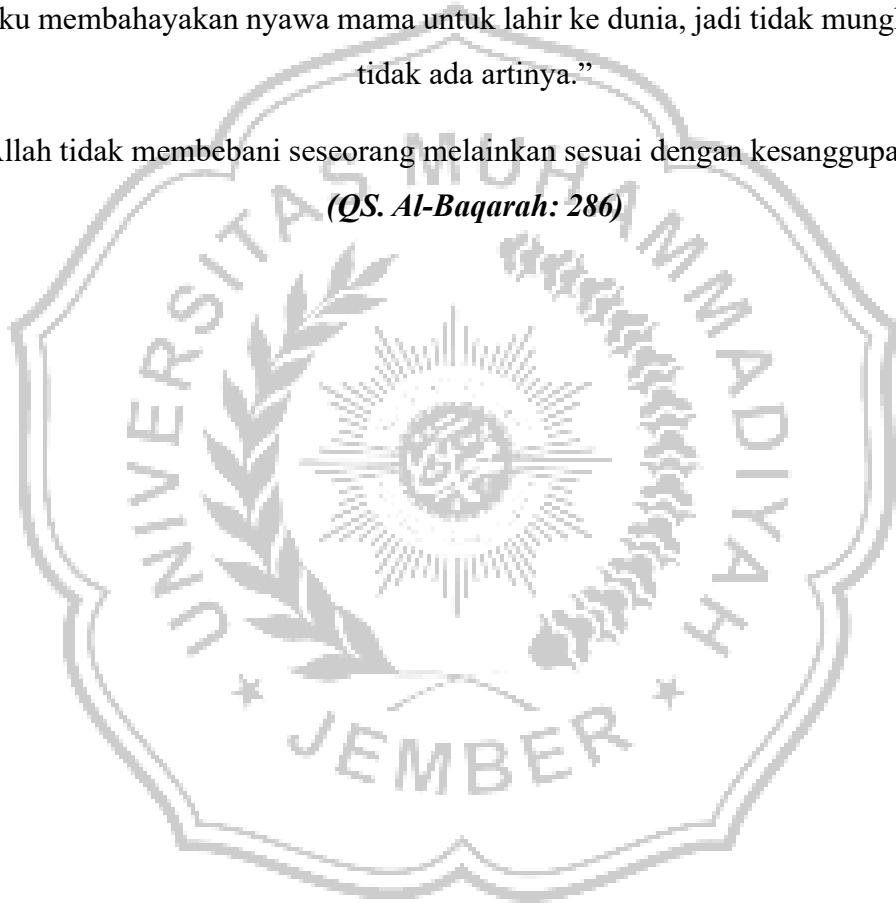 ku membahayakan nyawa mama untuk lahir ke dunia, jadi tidak mung
tidak ada artinya.”
Allah tidak membebani seseorang melainkan sesuai dengan kesanggupa
(QS. Al-Baqarah: 286)
UNIVERSITAS MUHAMMADIYAH
★ JEMBER ★